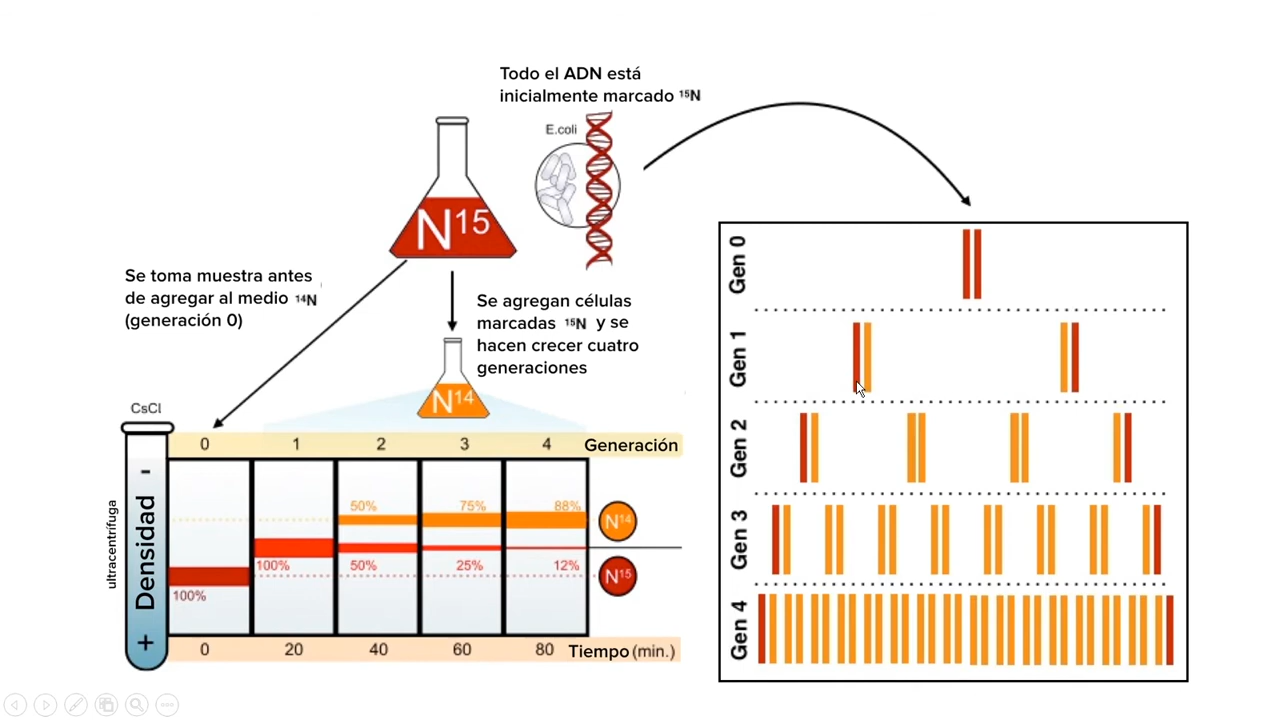 Todo el ADN está
inicialmente marcado ¹⁵N
E.coli
N¹⁵
Se toma muestra antes
de agregar al medio ¹⁴N
(generación 0)
Se agregan células
marcadas ¹⁵N y se
hacen crecer cuatro
generaciones
N¹⁴
CsCl
0 1 2 3 4 Generación
ultracentrífuga
- Densidad +
50% 75% 88%
N¹⁴
100% 50% 25% 12%
N¹⁵
100%
0 20 40 60 80 Tiempo (min.)
Gen 0
Gen 1
Gen 2
Gen 3
Gen 4